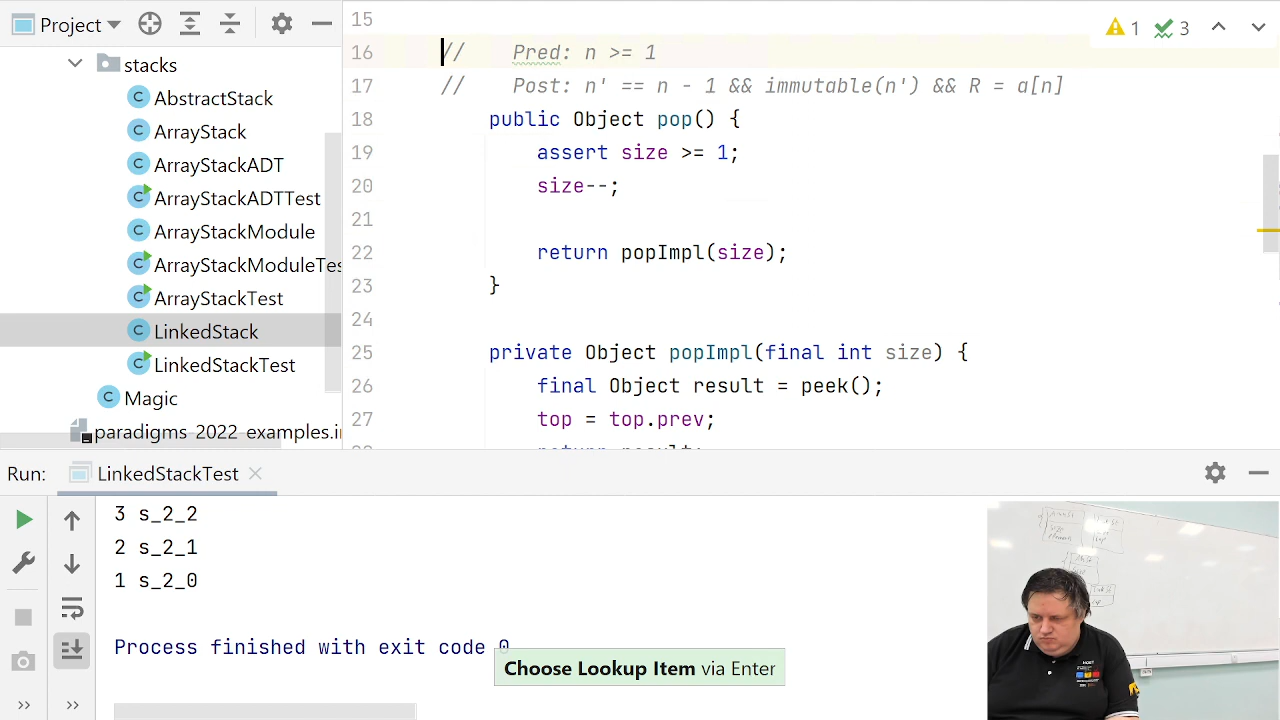 Project
stacks
AbstractStack
ArrayStack
ArrayStackADT
ArrayStackADTTest
ArrayStackModule
ArrayStackModuleTes
ArrayStackTest
LinkedStack
LinkedStackTest
Magic
paradigms-2022-examples.i
1 3
15
16 // Pred: n >= 1
17 // Post: n' == n - 1 && immutable(n') && R = a[n]
18 public Object pop() {
19 assert size >= 1;
20 size--;
21
22 return popImpl(size);
23 }
24
25 private Object popImpl(final int size) {
26 final Object result = peek();
27 top = top.prev;
28 return result;
Run: LinkedStackTest
3 s_2_2
2 s_2_1
1 s_2_0
Process finished with exit code 0
Choose Lookup Item via Enter